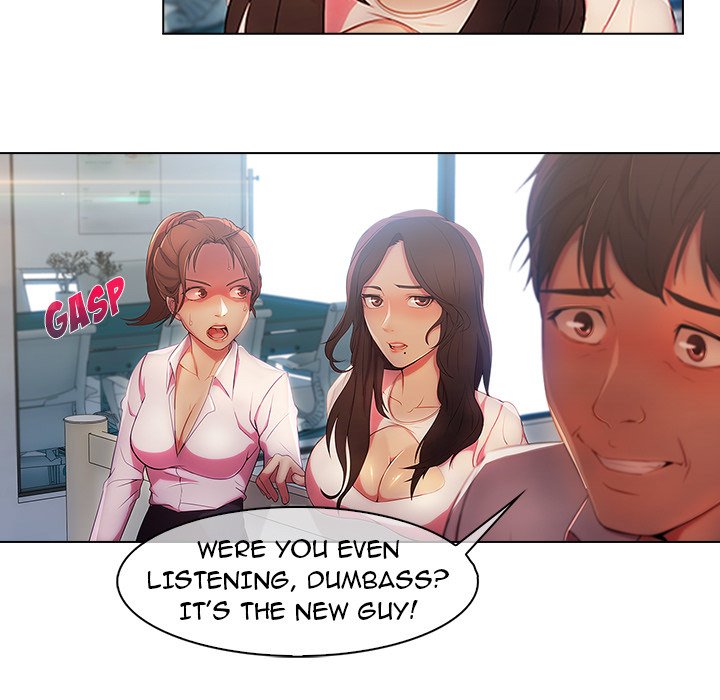 GASP
WERE YOU EVEN
LISTENING, DUMBASS?
IT'S THE NEW GUY!